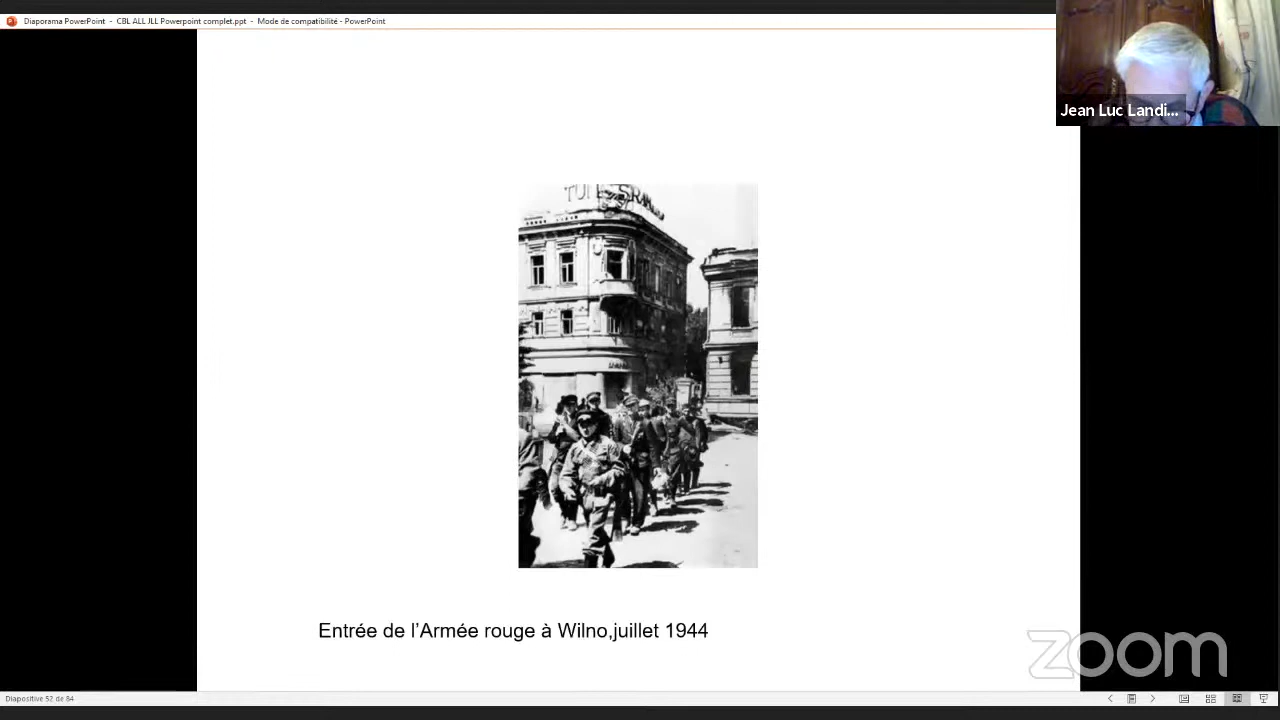 Diaporama PowerPoint - CBL ALL JLL Powerpoint complet.ppt - Mode de compatibilité - PowerPoint
Jean Luc Landi...
Entrée de l’Armée rouge à Wilno,juillet 1944
zoom
Diapositive 52 de 84